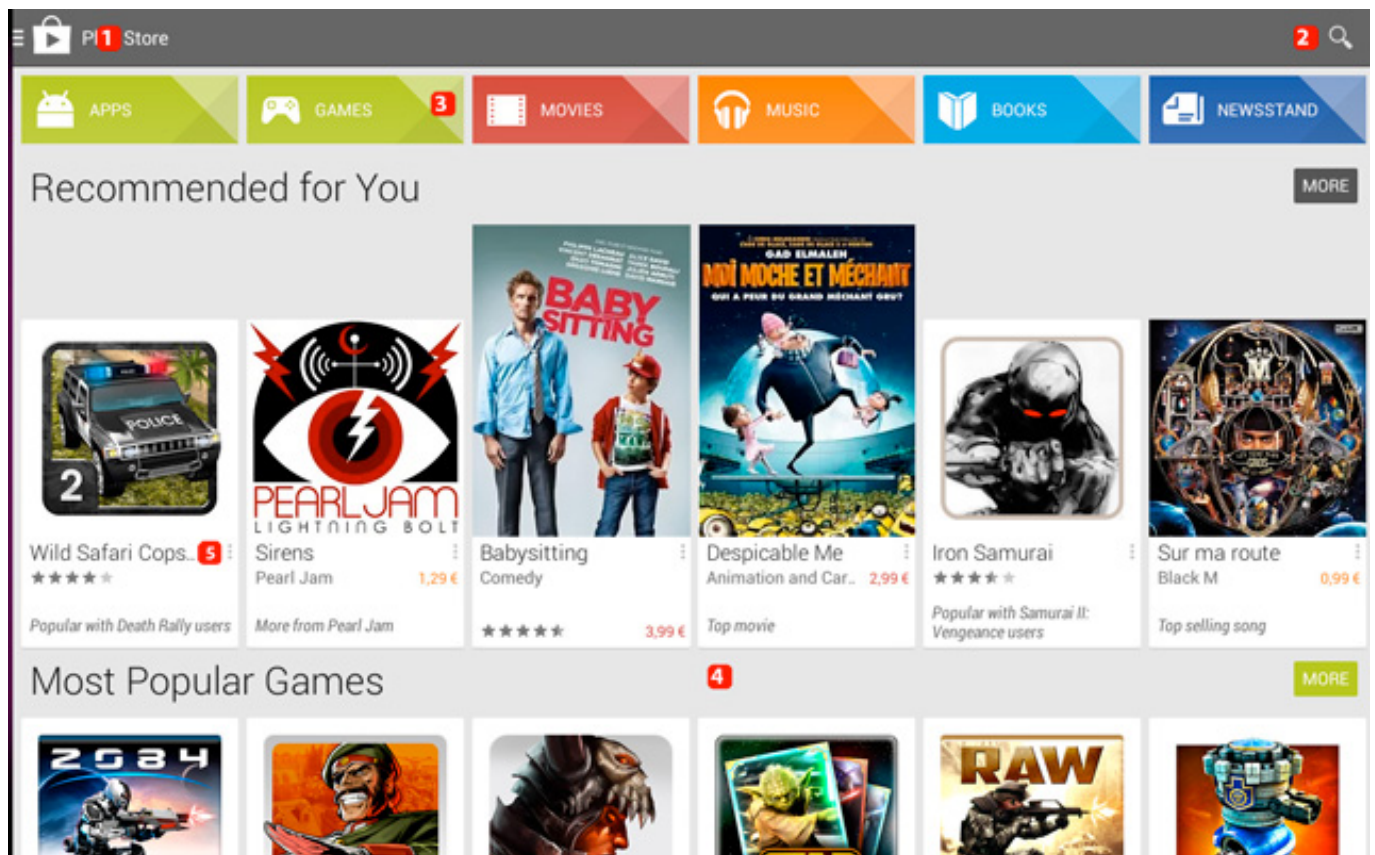 Pl1 Store
2
APPS
GAMES
3
MOVIES
MUSIC
BOOKS
NEWSSTAND
Recommended for You
MORE
POLICE
2
PEARL JAM
LIGHTNING BOLT
BABY
SITTING
GAD ELMALEH
MOI MOCHE ET MÉCHANT
QUI A PEUR DU GRAND MÉCHANT GRU?
Wild Safari Cops..
5
Popular with Death Rally users
Sirens
Pearl Jam
1,29 €
More from Pearl Jam
Babysitting
Comedy
3,99 €
Despicable Me
Animation and Car..
2,99 €
Top movie
Iron Samurai
Popular with Samurai II:
Vengeance users
Sur ma route
Black M
0,99 €
Top selling song
Most Popular Games
4
MORE
2084
RAW